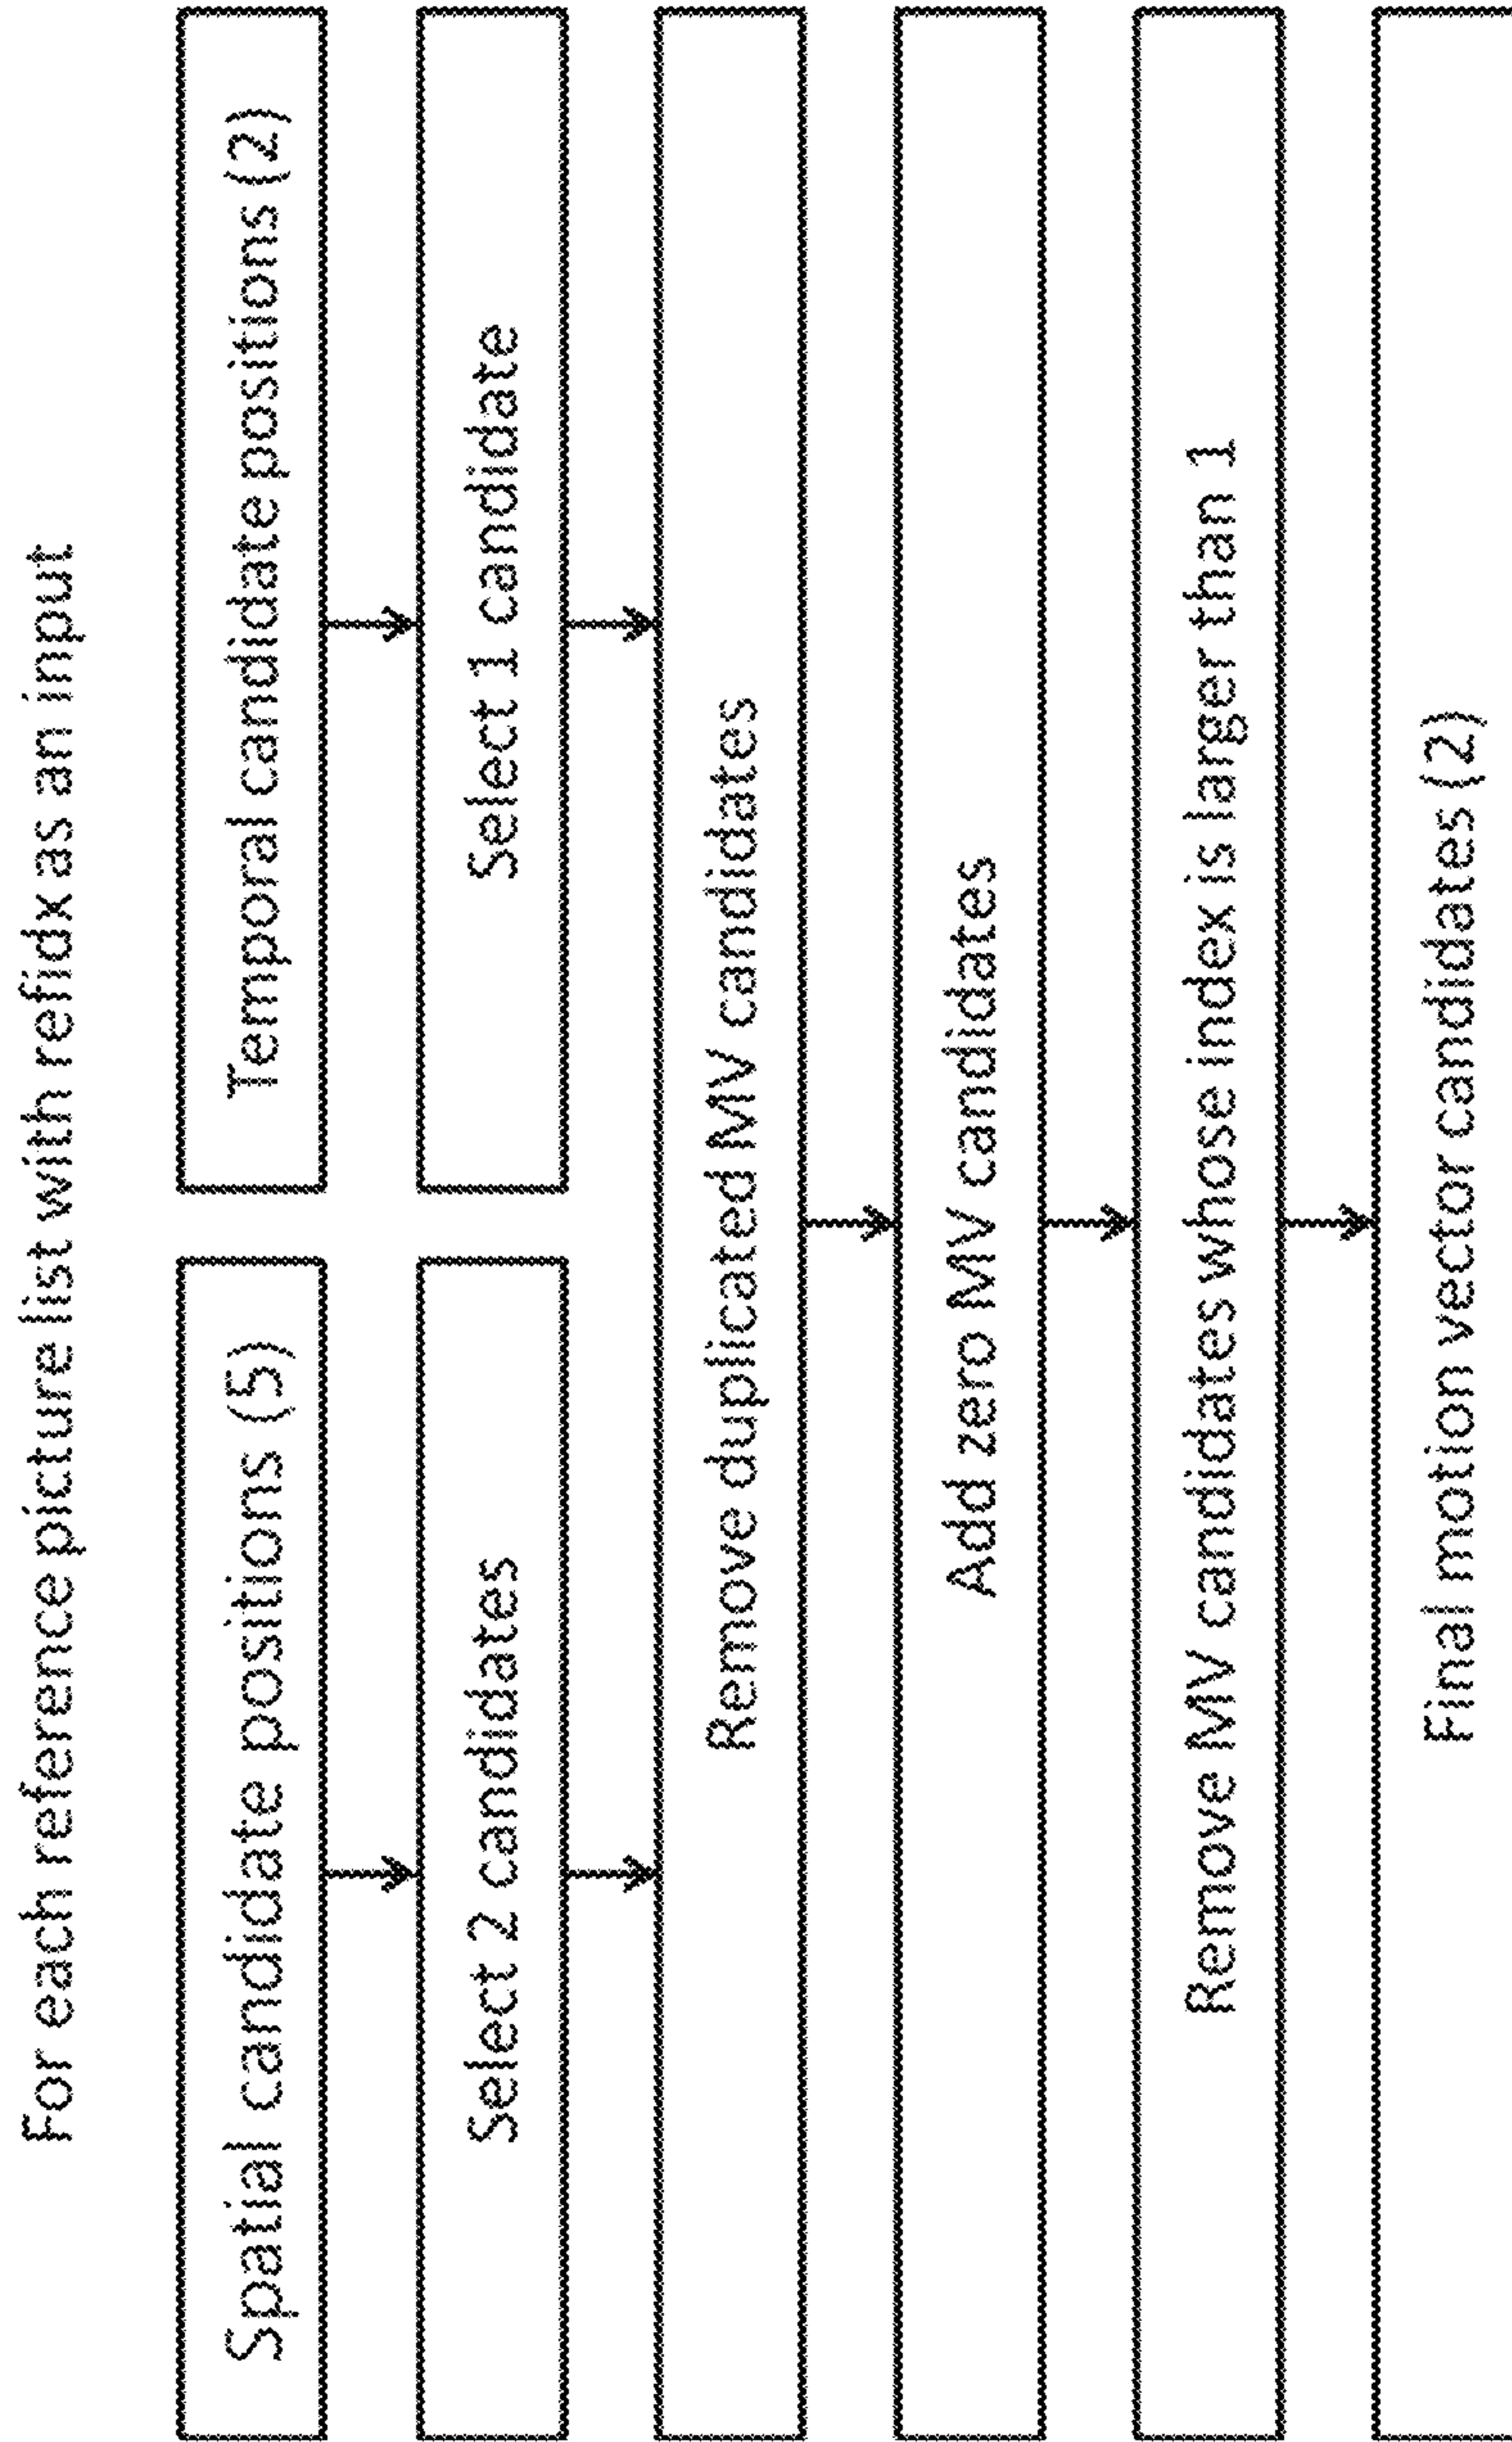 For each reference picture list with refidx as an input
Spatial candidate positions (5)
Temporal candidate positions (2)
Select 2 candidates
Select 1 candidate
Remove duplicated MV candidates
Add zero MV candidates
Remove MV candidates whose index is larger than 1
Final motion vector candidates (2)